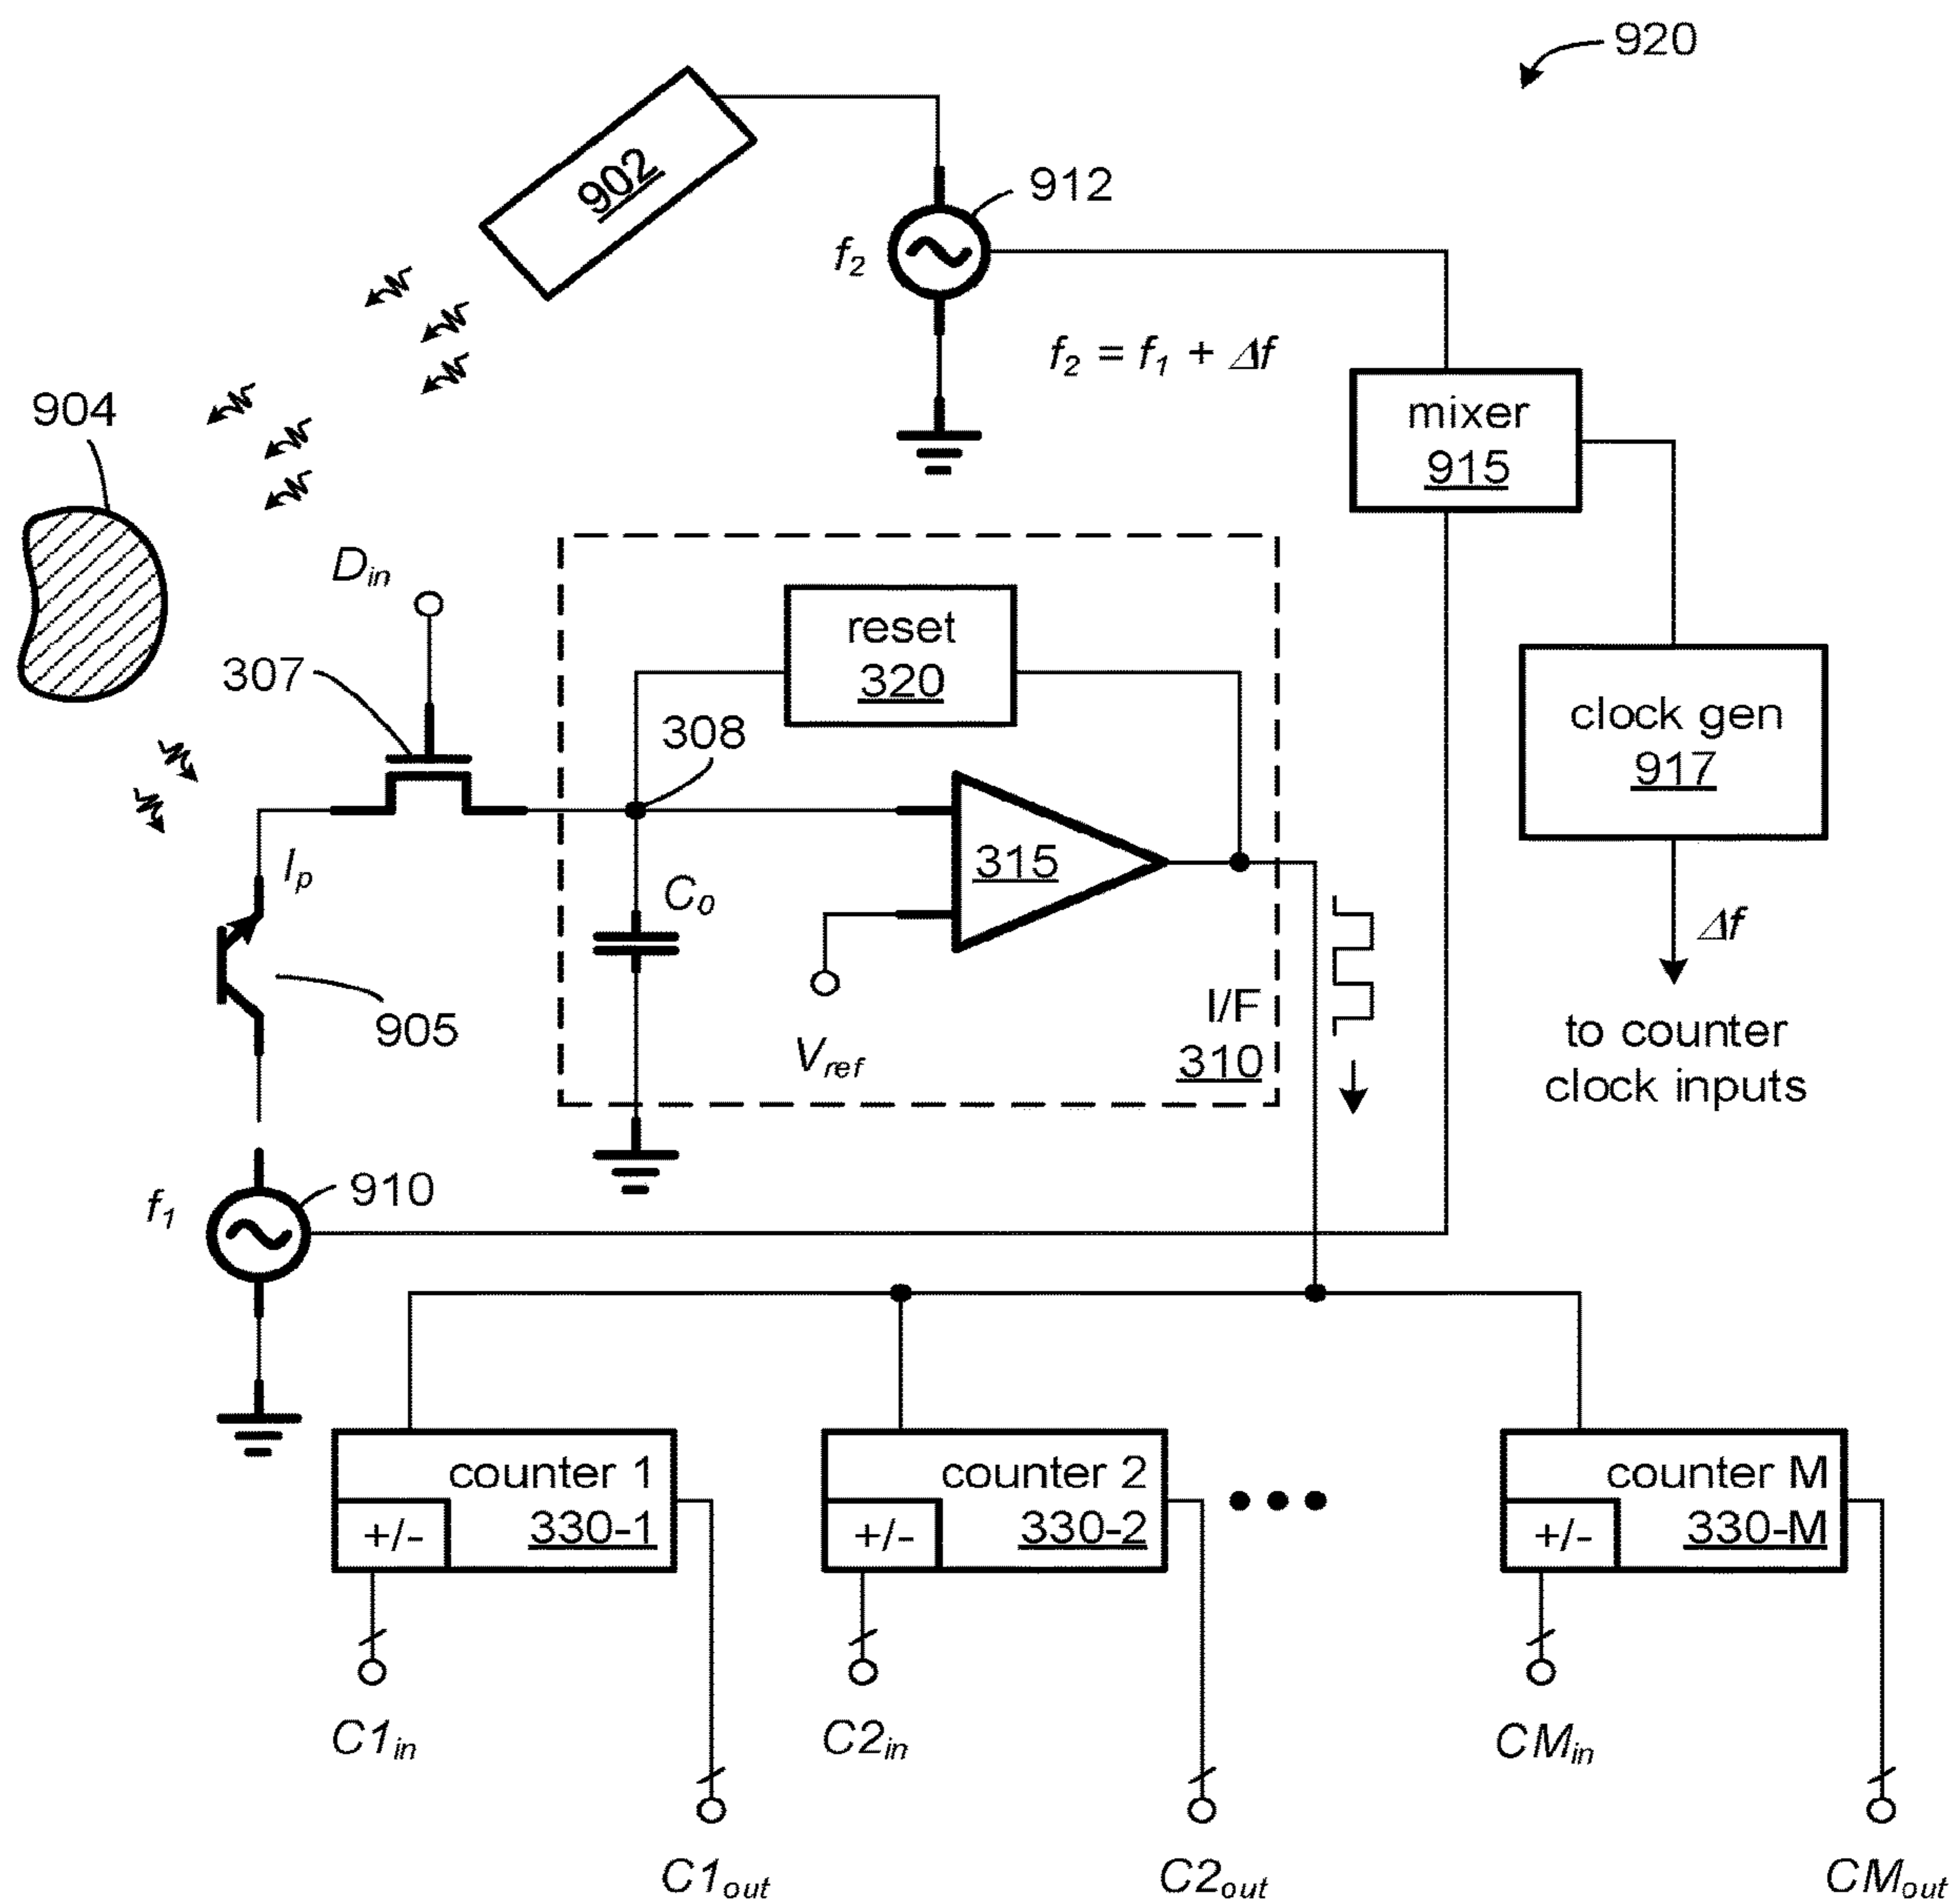 920
902
912
f2
f2 = f1 + Δf
904
mixer
915
Din
reset
320
307
308
clock gen
917
315
Ip
C0
Δf
905
Vref
I/F
310
to counter
clock inputs
910
f1
counter 1
+/-
330-1
counter 2
+/-
330-2
counter M
+/-
330-M
C1in
C2in
CMin
C1out
C2out
CMout